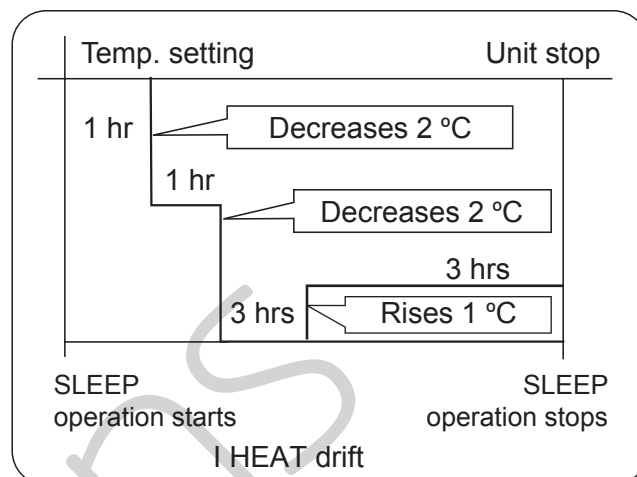 Temp. setting Unit stop
1 hr Decreases 2 ºC
1 hr
Decreases 2 ºC
3 hrs
3 hrs Rises 1 ºC
SLEEP SLEEP
operation starts operation stops
I HEAT drift